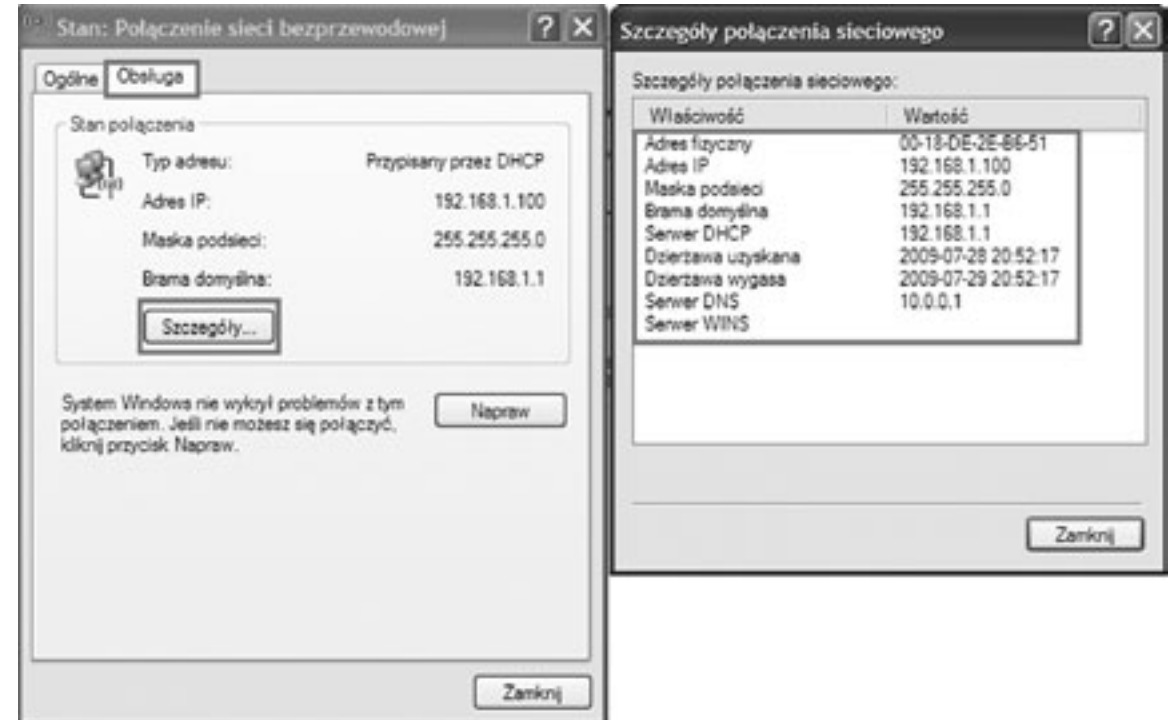 Stan: Połączenie sieci bezprzewodowej
Ogólne
Obsługa
Stan połączenia
Typ adresu: Przypisany przez DHCP
Adres IP: 192.168.1.100
Maska podsieci: 255.255.255.0
Brama domyślna: 192.168.1.1
Szczegóły...
System Windows nie wykrył problemów z tym
połączeniem. Jeśli nie możesz się połączyć,
kliknij przycisk Napraw.
Napraw
Zamknij
Szczegóły połączenia sieciowego
Szczegóły połączenia sieciowego:
Właściwość Wartość
Adres fizyczny 00-18-DE-2E-B6-51
Adres IP 192.168.1.100
Maska podsieci 255.255.255.0
Brama domyślna 192.168.1.1
Serwer DHCP 192.168.1.1
Dzierżawa uzyskana 2009-07-28 20:52:17
Dzierżawa wygasa 2009-07-29 20:52:17
Serwer DNS 10.0.0.1
Serwer WINS
Zamknij